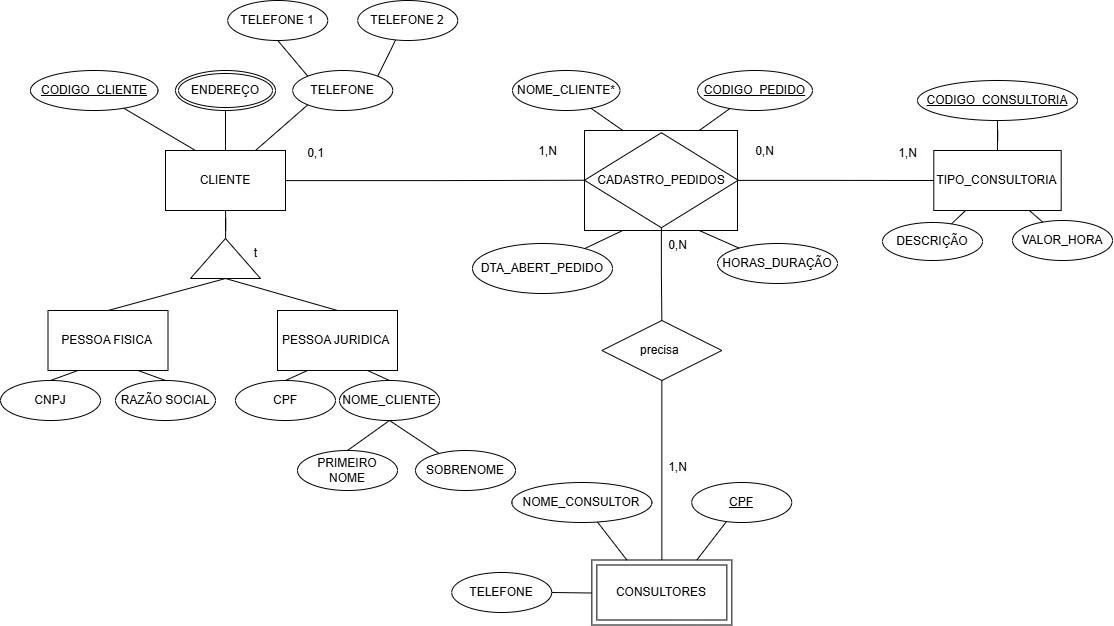 TELEFONE 1
TELEFONE 2
CODIGO_CLIENTE
ENDEREÇO
TELEFONE
NOME_CLIENTE*
CODIGO_PEDIDO
CODIGO_CONSULTORIA
0,1
1,N
0,N
1,N
CLIENTE
CADASTRO_PEDIDOS
TIPO_CONSULTORIA
t
0,N
DESCRIÇÃO
VALOR_HORA
DTA_ABERT_PEDIDO
HORAS_DURAÇÃO
PESSOA FISICA
PESSOA JURIDICA
precisa
CNPJ
RAZÃO SOCIAL
CPF
NOME_CLIENTE
PRIMEIRO
NOME
SOBRENOME
1,N
NOME_CONSULTOR
CPF
TELEFONE
CONSULTORES